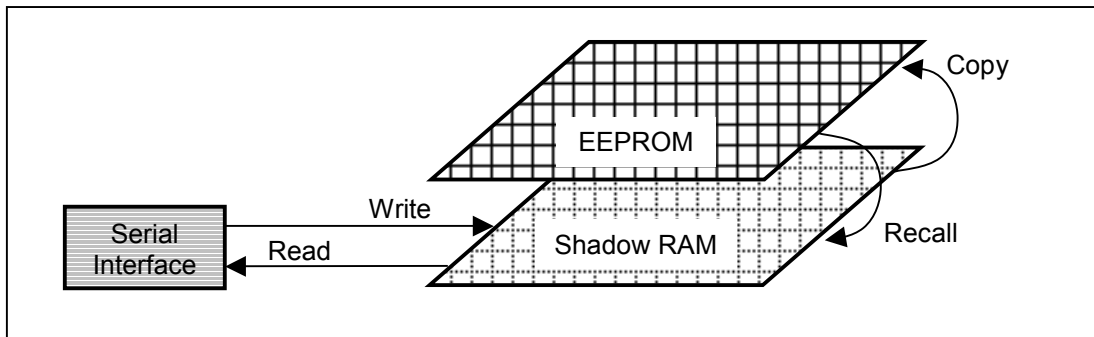 Copy
EEPROM
Write
Serial
Interface
Read
Shadow RAM
Recall